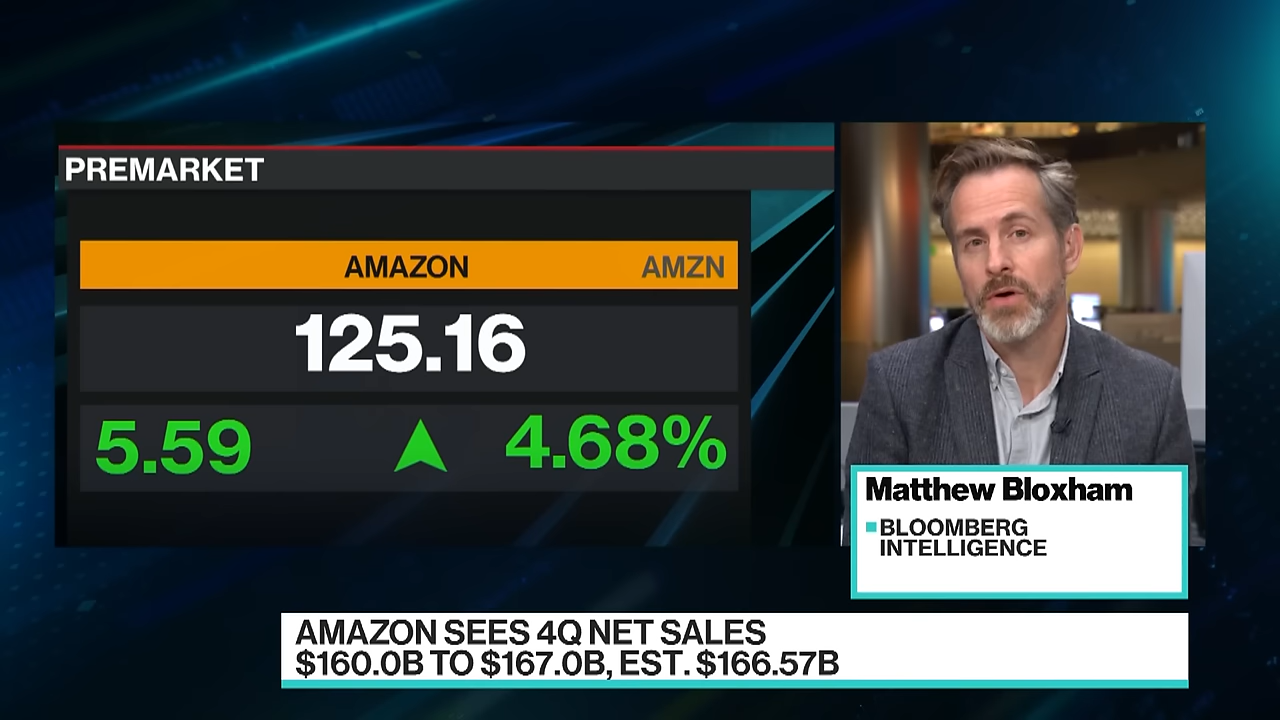 PREMARKET
AMAZON AMZN
125.16
5.59 ▲ 4.68%
Matthew Bloxham
BLOOMBERG
INTELLIGENCE
AMAZON SEES 4Q NET SALES
$160.0B TO $167.0B, EST. $166.57B